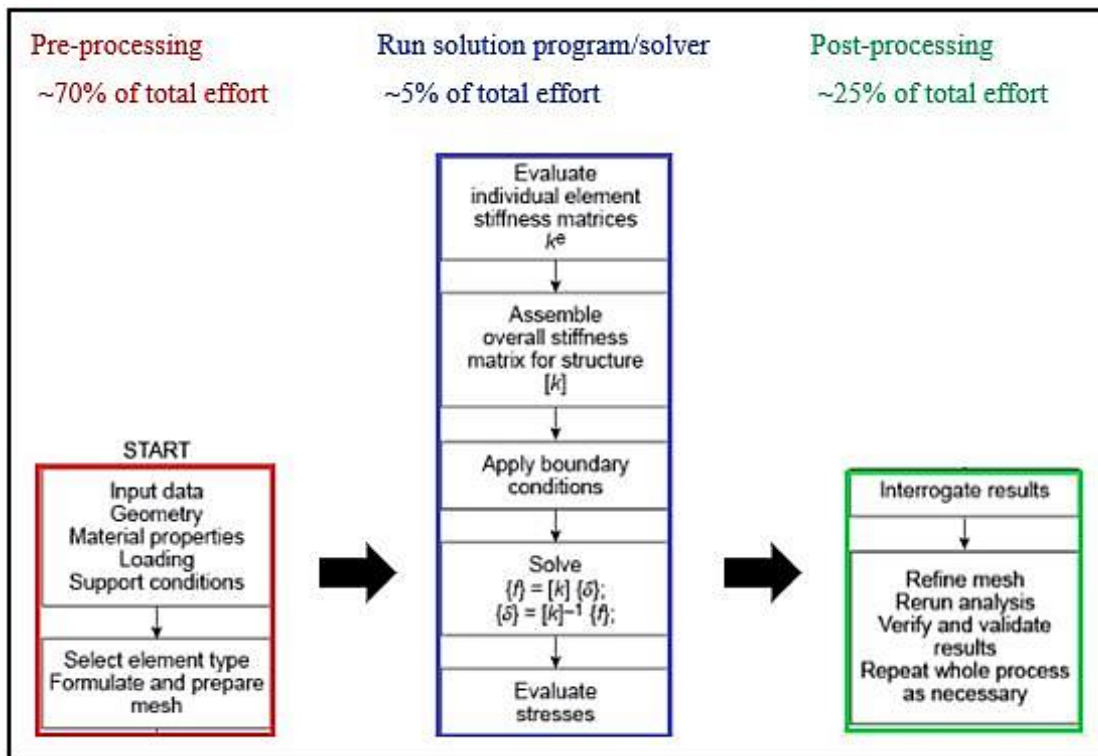 Pre-processing
~70% of total effort
Run solution program/solver
~5% of total effort
Post-processing
~25% of total effort
START
Input data
Geometry
Material properties
Loading
Support conditions
Select element type
Formulate and prepare
mesh
Evaluate
individual element
stiffness matrices
kᵉ
Assemble
overall stiffness
matrix for structure
[k]
Apply boundary
conditions
Solve
{f} = [k] {δ};
{δ} = [k]⁻¹ {f};
Evaluate
stresses
Interrogate results
Refine mesh
Rerun analysis
Verify and validate
results
Repeat whole process
as necessary